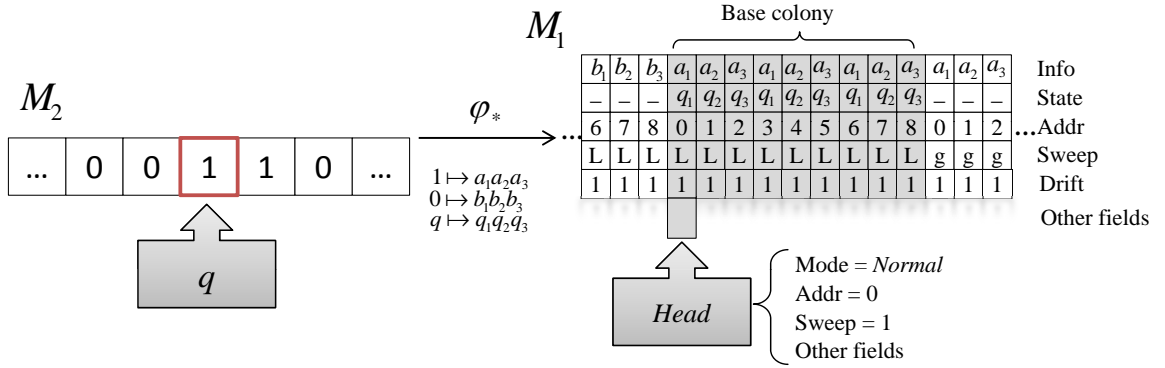 M₂
... 0 0 1 1 0 ...
q
φ*
1 ↦ a₁a₂a₃
0 ↦ b₁b₂b₃
q ↦ q₁q₂q₃
M₁
Base colony
b₁ b₂ b₃ a₁ a₂ a₃ a₁ a₂ a₃ a₁ a₂ a₃ a₁ a₂ a₃ Info
– – – q₁ q₂ q₃ q₁ q₂ q₃ q₁ q₂ q₃ – – – State
... 6 7 8 0 1 2 3 4 5 6 7 8 0 1 2 ... Addr
L L L L L L L L L L L L g g g Sweep
1 1 1 1 1 1 1 1 1 1 1 1 1 1 1 Drift
Other fields
Head
Mode = Normal
Addr = 0
Sweep = 1
Other fields